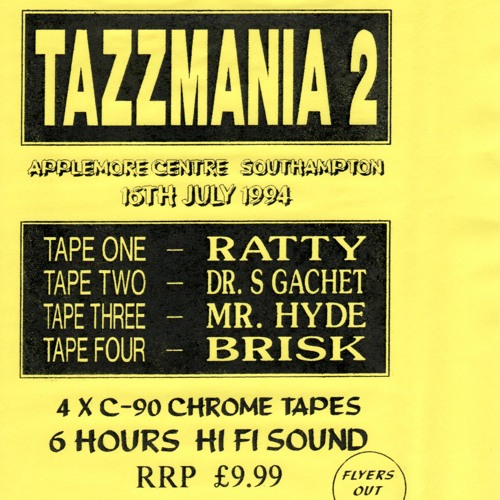 TAZZMANIA 2
APPLEMORE CENTRE SOUTHAMPTON
16TH JULY 1994
TAPE ONE – RATTY
TAPE TWO – DR. S GACHET
TAPE THREE – MR. HYDE
TAPE FOUR – BRISK
4 X C-90 CHROME TAPES
6 HOURS HI FI SOUND
RRP £9.99
FLYERS
OUT